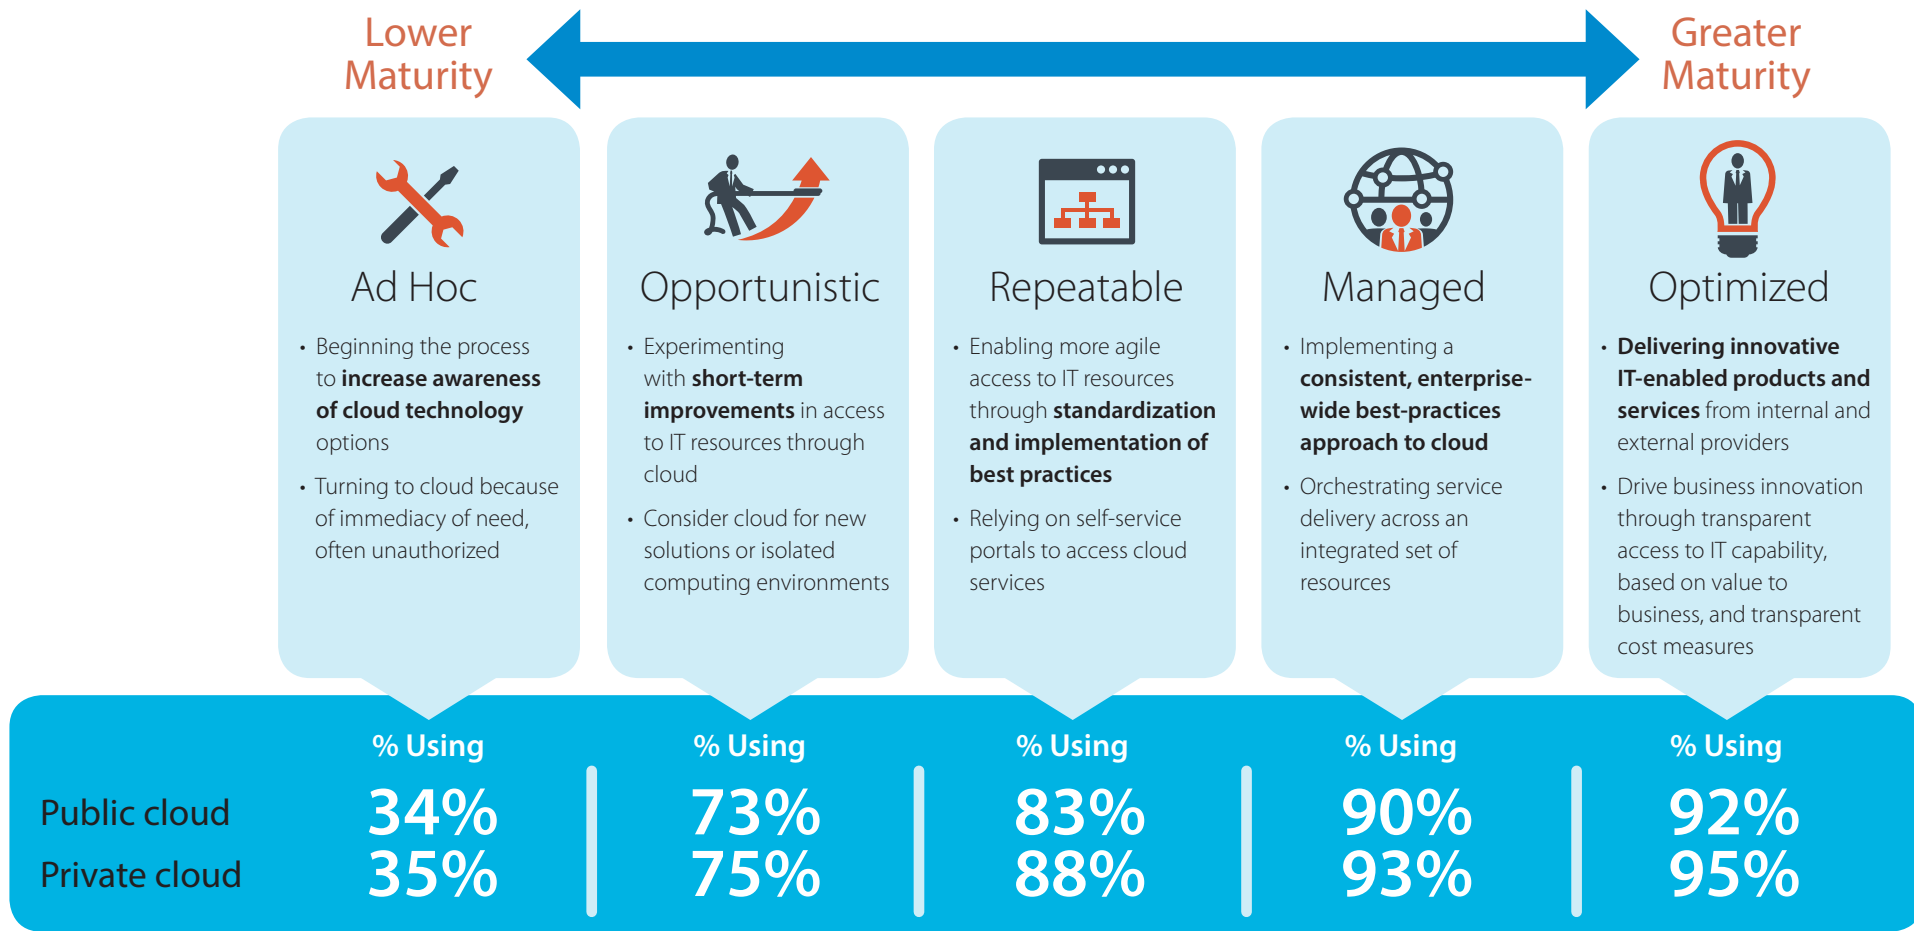 Lower
Maturity
Greater
Maturity
Ad Hoc
• Beginning the process
to increase awareness
of cloud technology
options
• Turning to cloud because
of immediacy of need,
often unauthorized
Opportunistic
• Experimenting
with short-term
improvements in access
to IT resources through
cloud
• Consider cloud for new
solutions or isolated
computing environments
Repeatable
• Enabling more agile
access to IT resources
through standardization
and implementation of
best practices
• Relying on self-service
portals to access cloud
services
Managed
• Implementing a
consistent, enterprise-
wide best-practices
approach to cloud
• Orchestrating service
delivery across an
integrated set of
resources
Optimized
• Delivering innovative
IT-enabled products and
services from internal and
external providers
• Drive business innovation
through transparent
access to IT capability,
based on value to
business, and transparent
cost measures
% Using % Using % Using % Using % Using
Public cloud 34% 73% 83% 90% 92%
Private cloud 35% 75% 88% 93% 95%